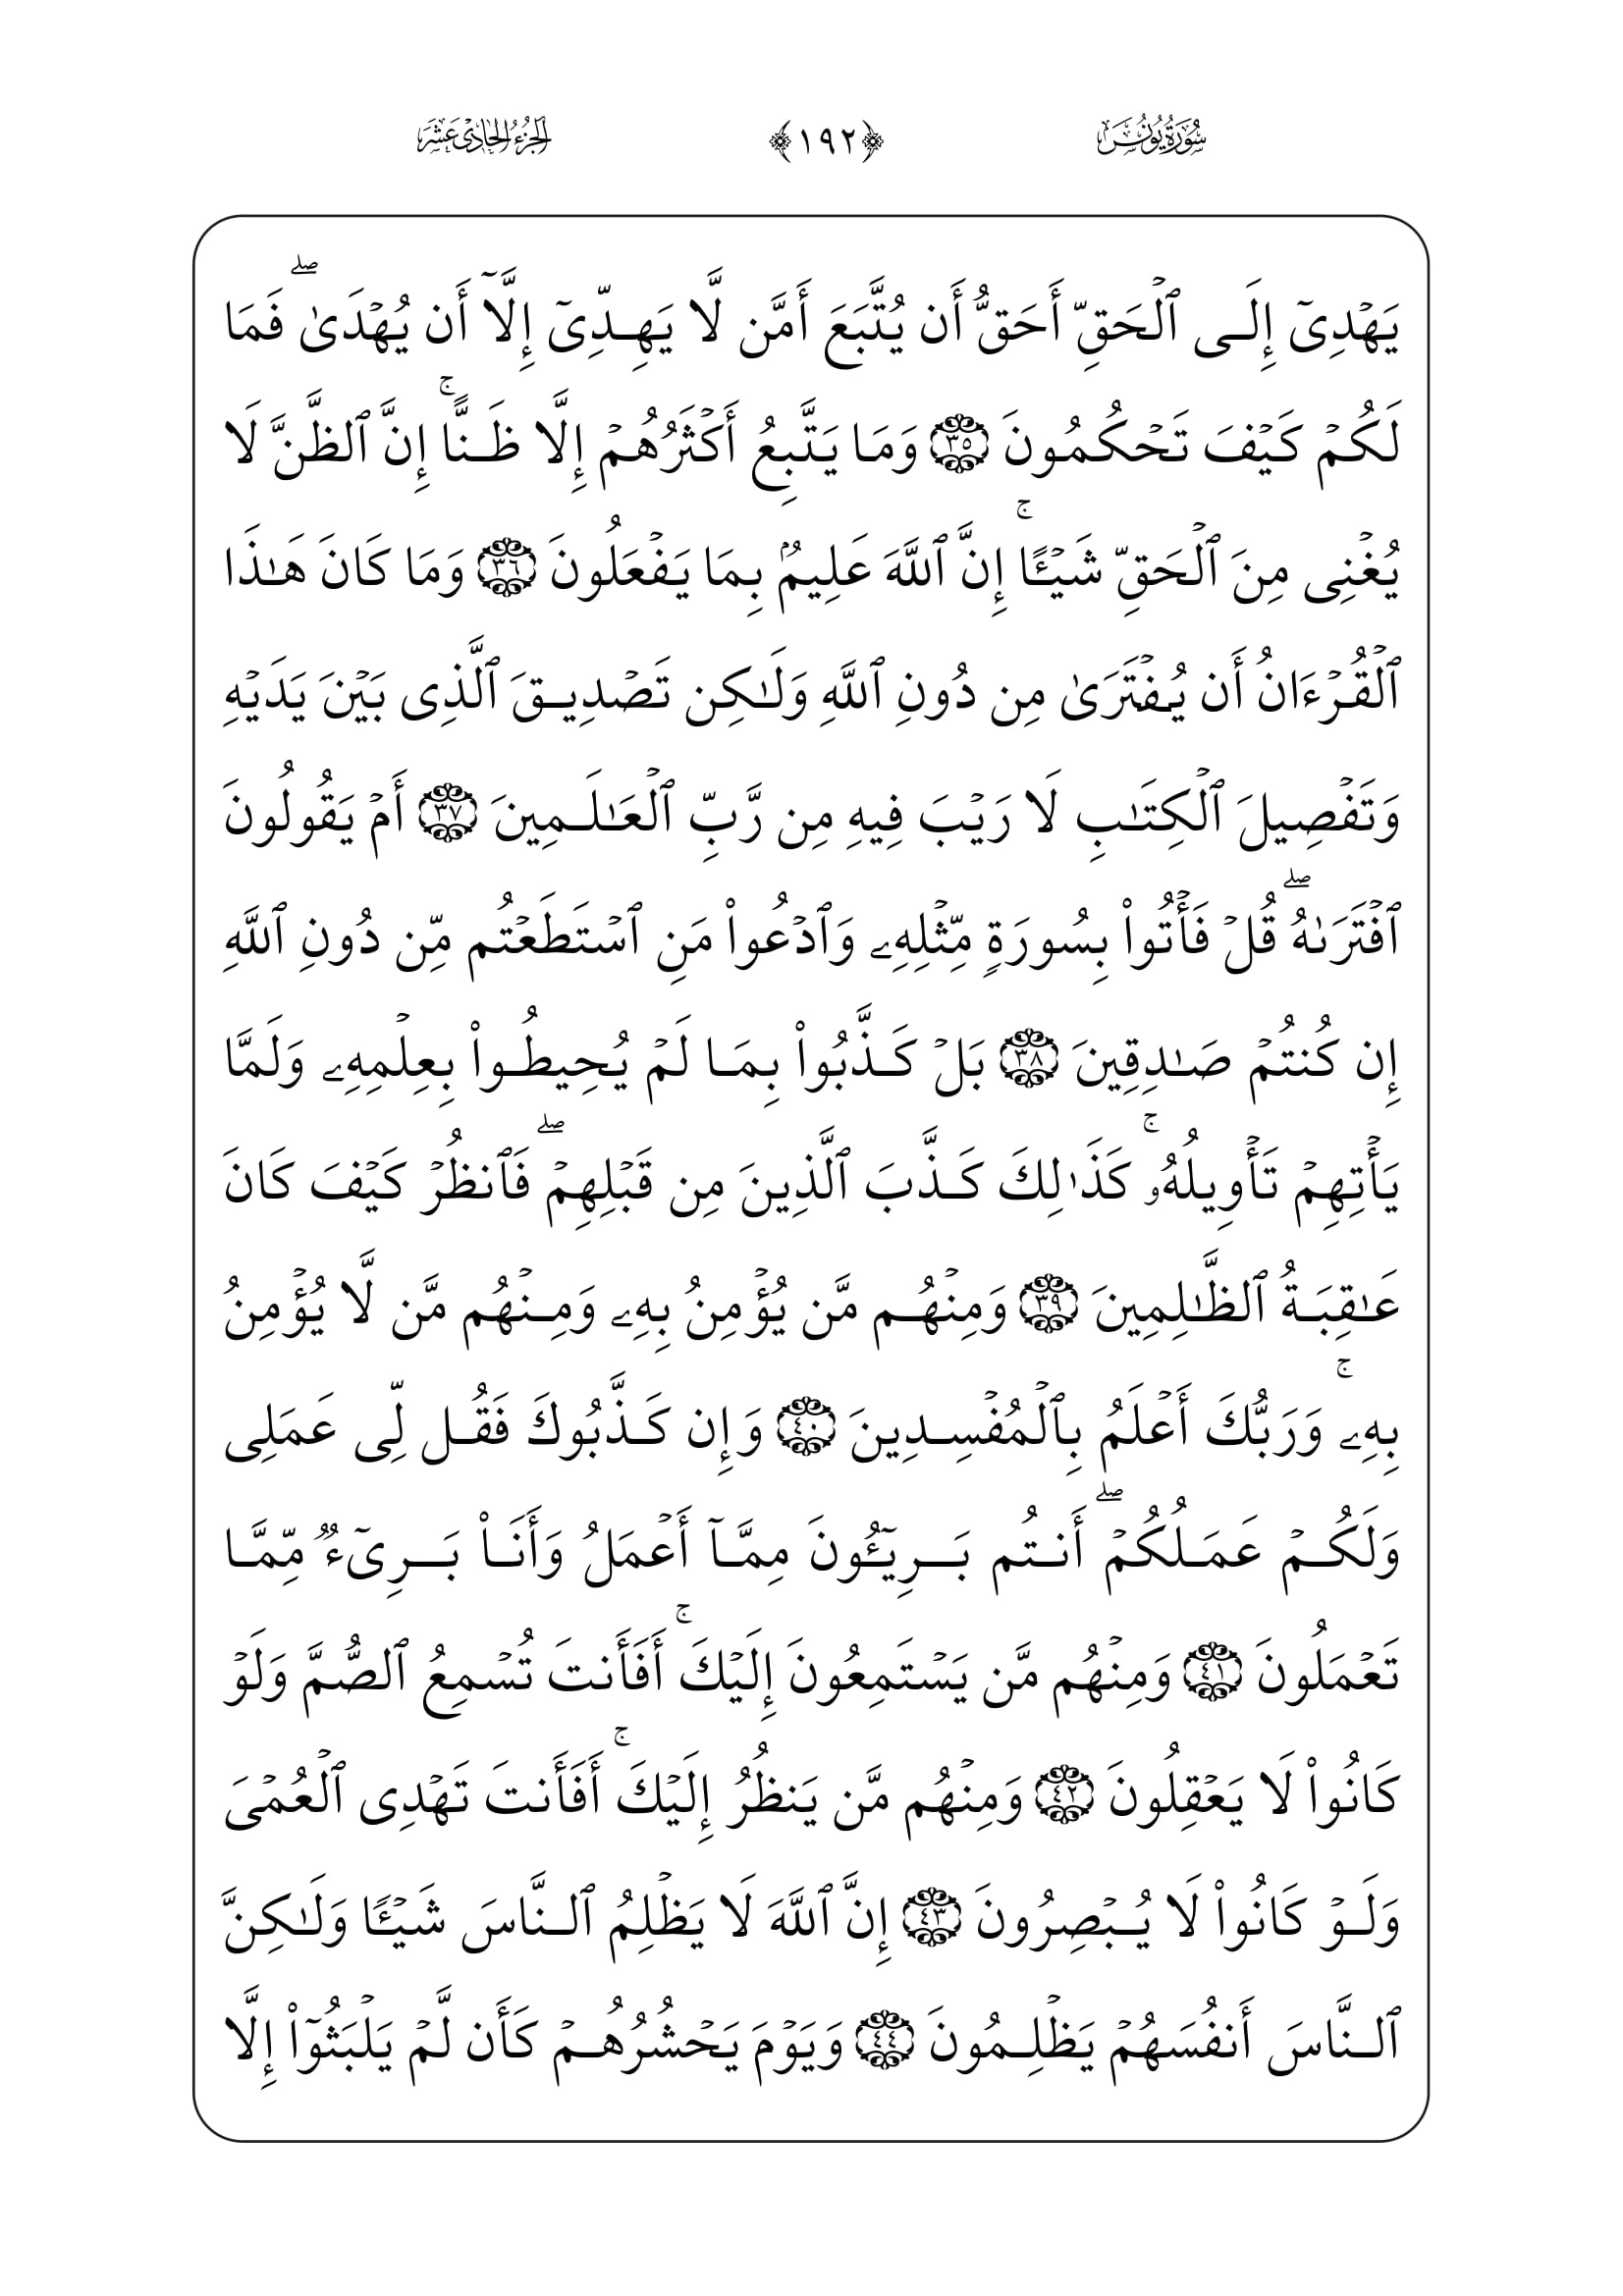 سُورَةُ يُونُس
﴿١٩٢﴾
الجُزْءُ الحَادِي عَشَرَ
يَهۡدِىٓ إِلَى ٱلۡحَقِّ أَحَقُّ أَن يُتَّبَعَ أَمَّن لَّا يَهِدِّىٓ إِلَّآ أَن يُهۡدَىٰۖ فَمَا
لَكُمۡ كَيۡفَ تَحۡكُمُونَ ٣٥ وَمَا يَتَّبِعُ أَكۡثَرُهُمۡ إِلَّا ظَنًّاۚ إِنَّ ٱلظَّنَّ لَا
يُغۡنِى مِنَ ٱلۡحَقِّ شَيۡـًٔاۚ إِنَّ ٱللَّهَ عَلِيمٌۢ بِمَا يَفۡعَلُونَ ٣٦ وَمَا كَانَ هَـٰذَا
ٱلۡقُرۡءَانُ أَن يُفۡتَرَىٰ مِن دُونِ ٱللَّهِ وَلَـٰكِن تَصۡدِيقَ ٱلَّذِى بَيۡنَ يَدَيۡهِ
وَتَفۡصِيلَ ٱلۡكِتَـٰبِ لَا رَيۡبَ فِيهِ مِن رَّبِّ ٱلۡعَـٰلَمِينَ ٣٧ أَمۡ يَقُولُونَ
ٱفۡتَرَىٰهُۖ قُلۡ فَأۡتُوا۟ بِسُورَةٍ مِّثۡلِهِۦ وَٱدۡعُوا۟ مَنِ ٱسۡتَطَعۡتُم مِّن دُونِ ٱللَّهِ
إِن كُنتُمۡ صَـٰدِقِينَ ٣٨ بَلۡ كَذَّبُوا۟ بِمَا لَمۡ يُحِيطُوا۟ بِعِلۡمِهِۦ وَلَمَّا
يَأۡتِهِمۡ تَأۡوِيلُهُۥۚ كَذَٰلِكَ كَذَّبَ ٱلَّذِينَ مِن قَبۡلِهِمۡۖ فَٱنظُرۡ كَيۡفَ كَانَ
عَـٰقِبَةُ ٱلظَّـٰلِمِينَ ٣٩ وَمِنۡهُم مَّن يُؤۡمِنُ بِهِۦ وَمِنۡهُم مَّن لَّا يُؤۡمِنُ
بِهِۦۚ وَرَبُّكَ أَعۡلَمُ بِٱلۡمُفۡسِدِينَ ٤٠ وَإِن كَذَّبُوكَ فَقُل لِّى عَمَلِى
وَلَكُمۡ عَمَلُكُمۡۖ أَنتُم بَرِيٓـُٔونَ مِمَّآ أَعۡمَلُ وَأَنَا۠ بَرِىٓءٌ مِّمَّا
تَعۡمَلُونَ ٤١ وَمِنۡهُم مَّن يَسۡتَمِعُونَ إِلَيۡكَۚ أَفَأَنتَ تُسۡمِعُ ٱلصُّمَّ وَلَوۡ
كَانُوا۟ لَا يَعۡقِلُونَ ٤٢ وَمِنۡهُم مَّن يَنظُرُ إِلَيۡكَۚ أَفَأَنتَ تَهۡدِى ٱلۡعُمۡىَ
وَلَوۡ كَانُوا۟ لَا يُبۡصِرُونَ ٤٣ إِنَّ ٱللَّهَ لَا يَظۡلِمُ ٱلنَّاسَ شَيۡـًٔا وَلَـٰكِنَّ
ٱلنَّاسَ أَنفُسَهُمۡ يَظۡلِمُونَ ٤٤ وَيَوۡمَ يَحۡشُرُهُمۡ كَأَن لَّمۡ يَلۡبَثُوٓا۟ إِلَّا